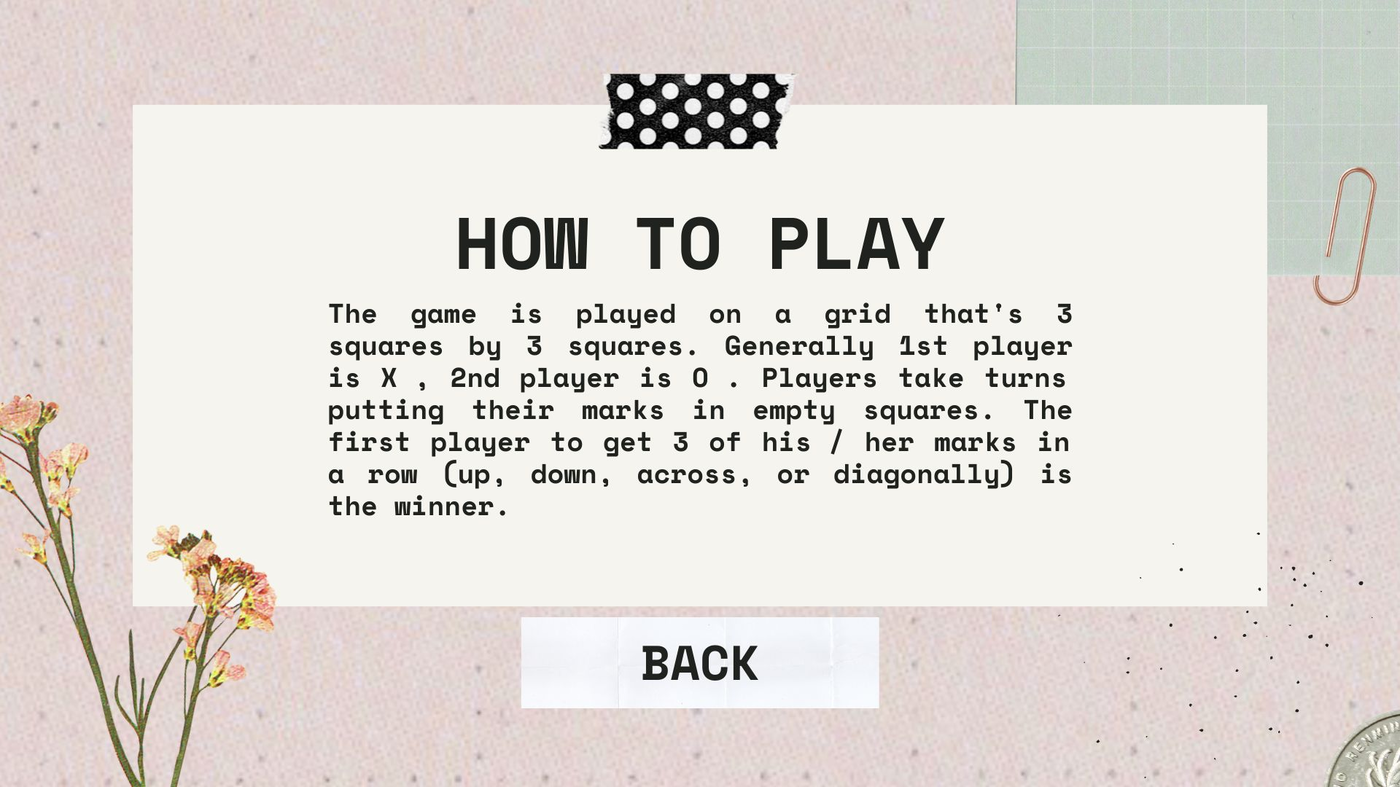 HOW TO PLAY
The game is played on a grid that's 3
squares by 3 squares. Generally 1st player
is X , 2nd player is O . Players take turns
putting their marks in empty squares. The
first player to get 3 of his / her marks in
a row (up, down, across, or diagonally) is
the winner.
BACK